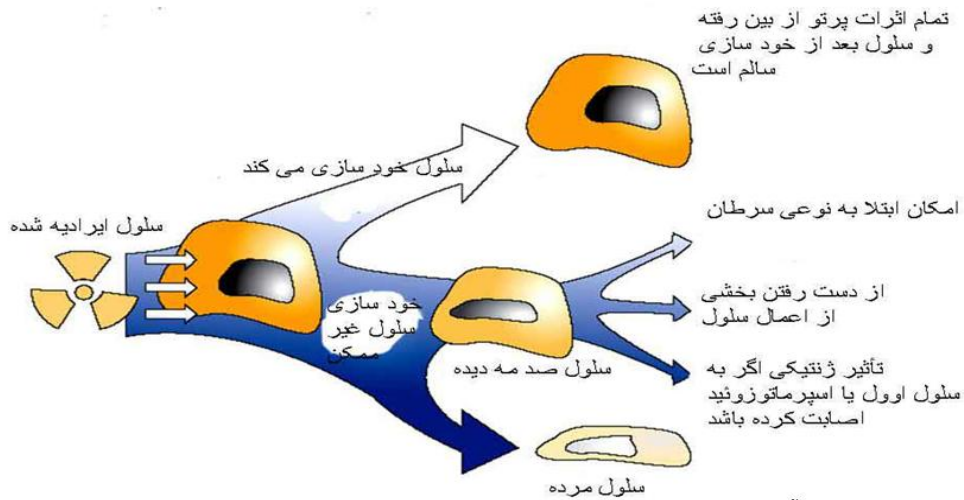 تمام اثرات پرتو از بین رفته
و سلول بعد از خود سازی
سالم است
سلول خود سازی می کند
امکان ابتلا به نوعی سرطان
سلول ایرادیه شده
خود سازی
سلول غیر
ممکن
از دست رفتن بخشی
از اعمال سلول
سلول صد مه دیده
تأثیر ژنتیکی اگر به
سلول اوول یا اسپرماتوزوئید
اصابت کرده باشد
سلول مرده